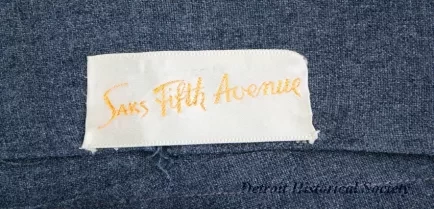 Saks Fifth Avenue
Detroit Historical Society